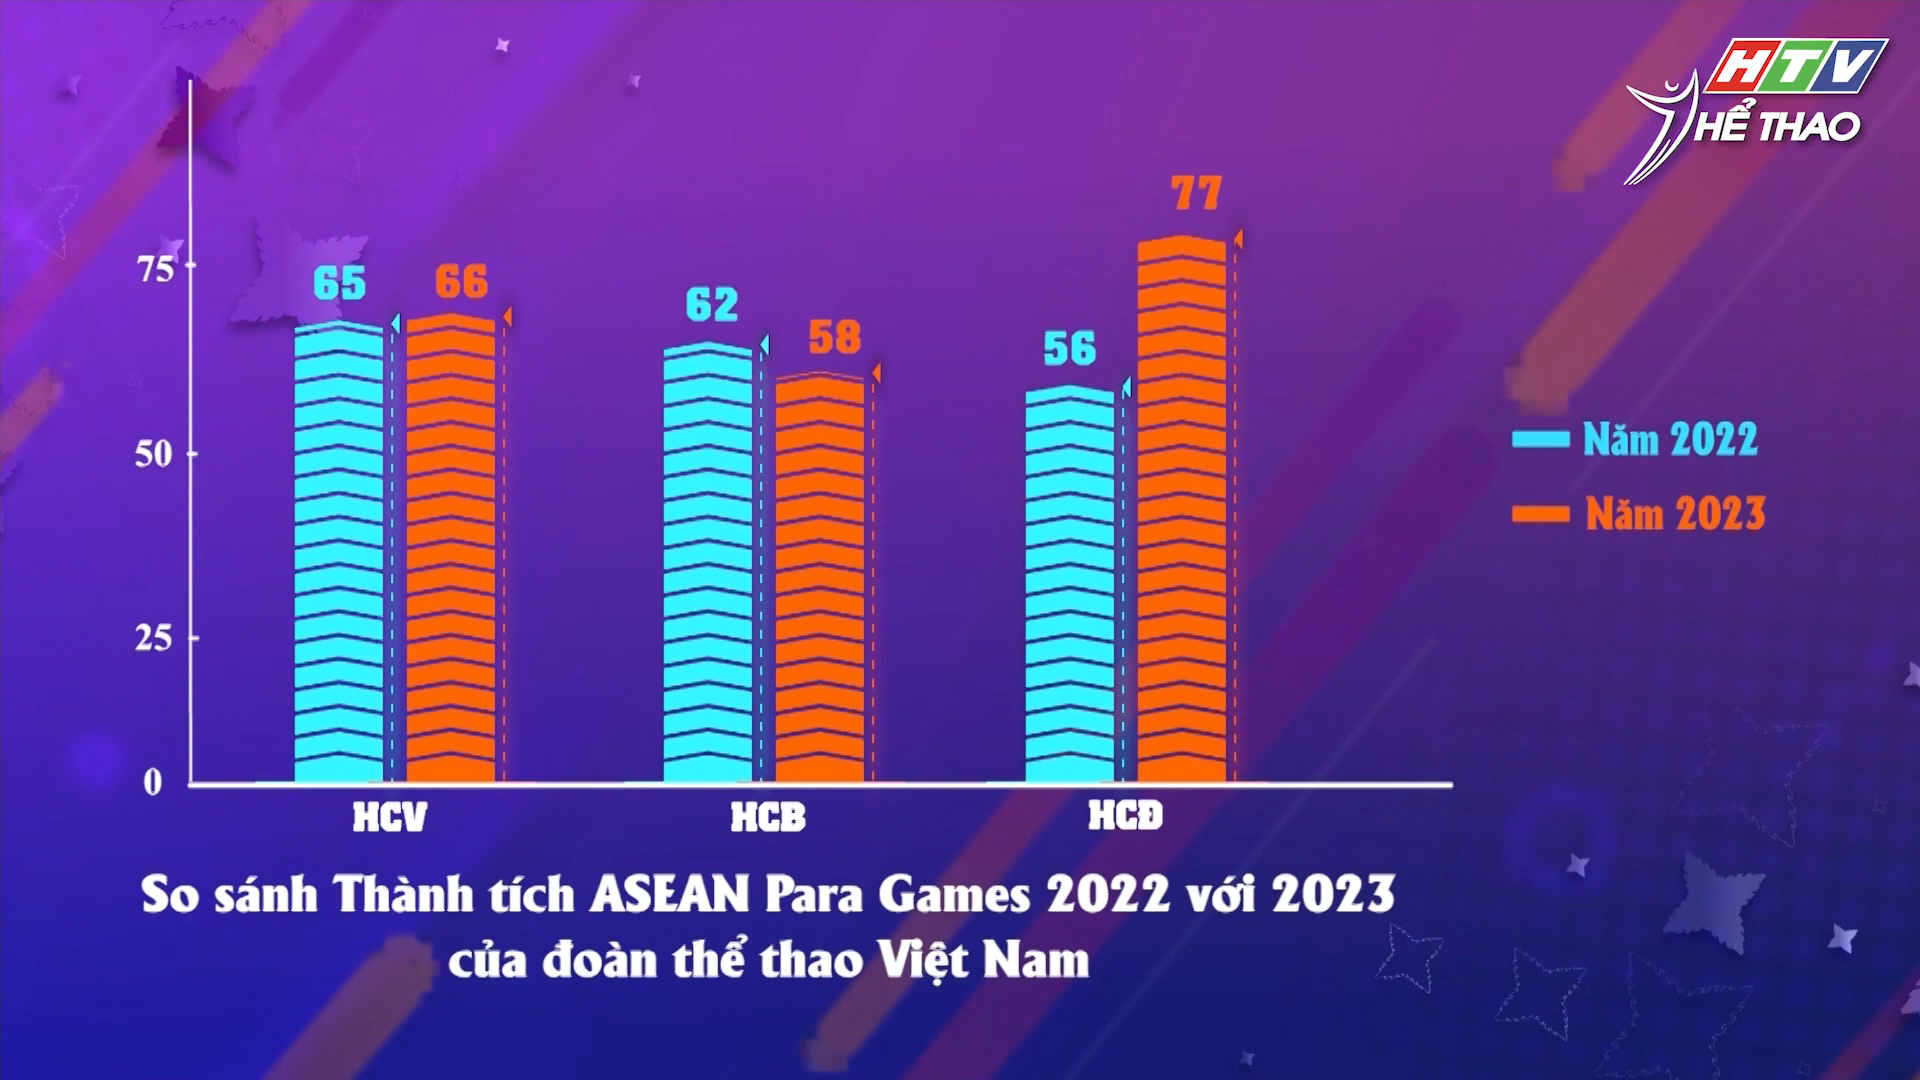 HTV
THỂ THAO
75
50
25
0
65
66
62
58
56
77
HCV
HCB
HCĐ
Năm 2022
Năm 2023
So sánh Thành tích ASEAN Para Games 2022 với 2023
của đoàn thể thao Việt Nam